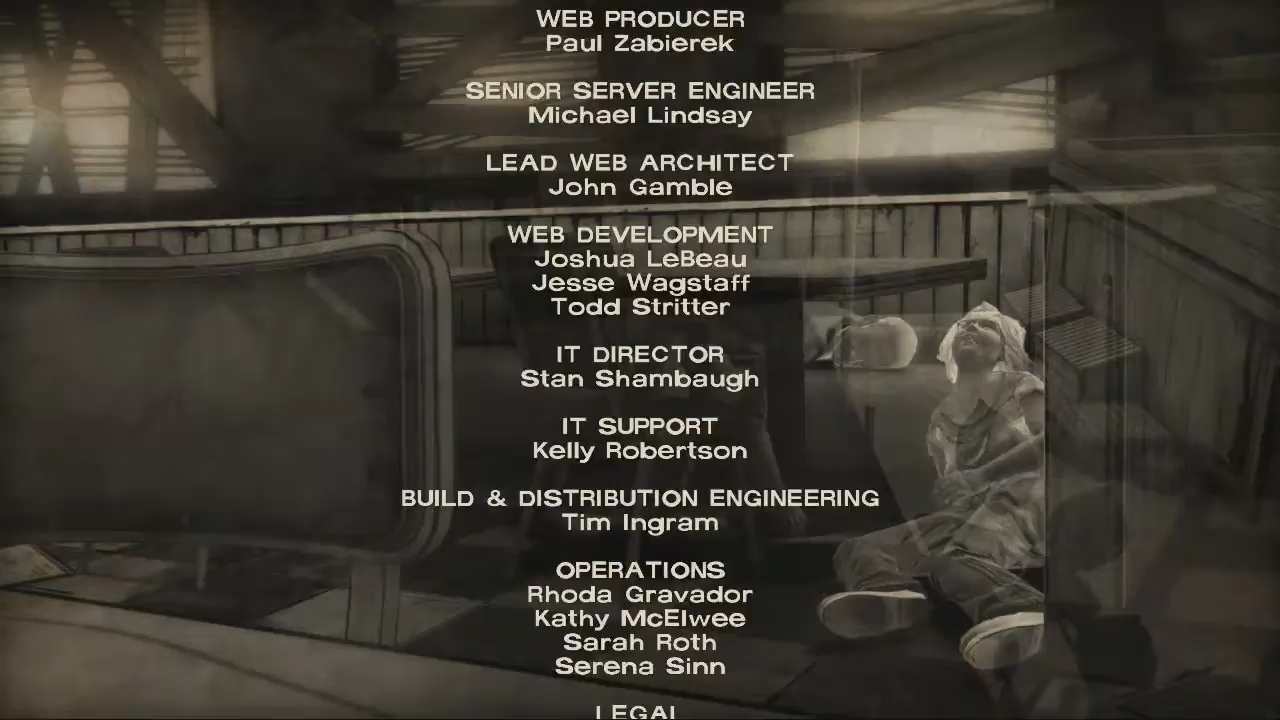 WEB PRODUCER
Paul Zabierek
SENIOR SERVER ENGINEER
Michael Lindsay
LEAD WEB ARCHITECT
John Gamble
WEB DEVELOPMENT
Joshua LeBeau
Jesse Wagstaff
Todd Stritter
IT DIRECTOR
Stan Shambaugh
IT SUPPORT
Kelly Robertson
BUILD & DISTRIBUTION ENGINEERING
Tim Ingram
OPERATIONS
Rhoda Gravador
Kathy McElwee
Sarah Roth
Serena Sinn
LEGAL